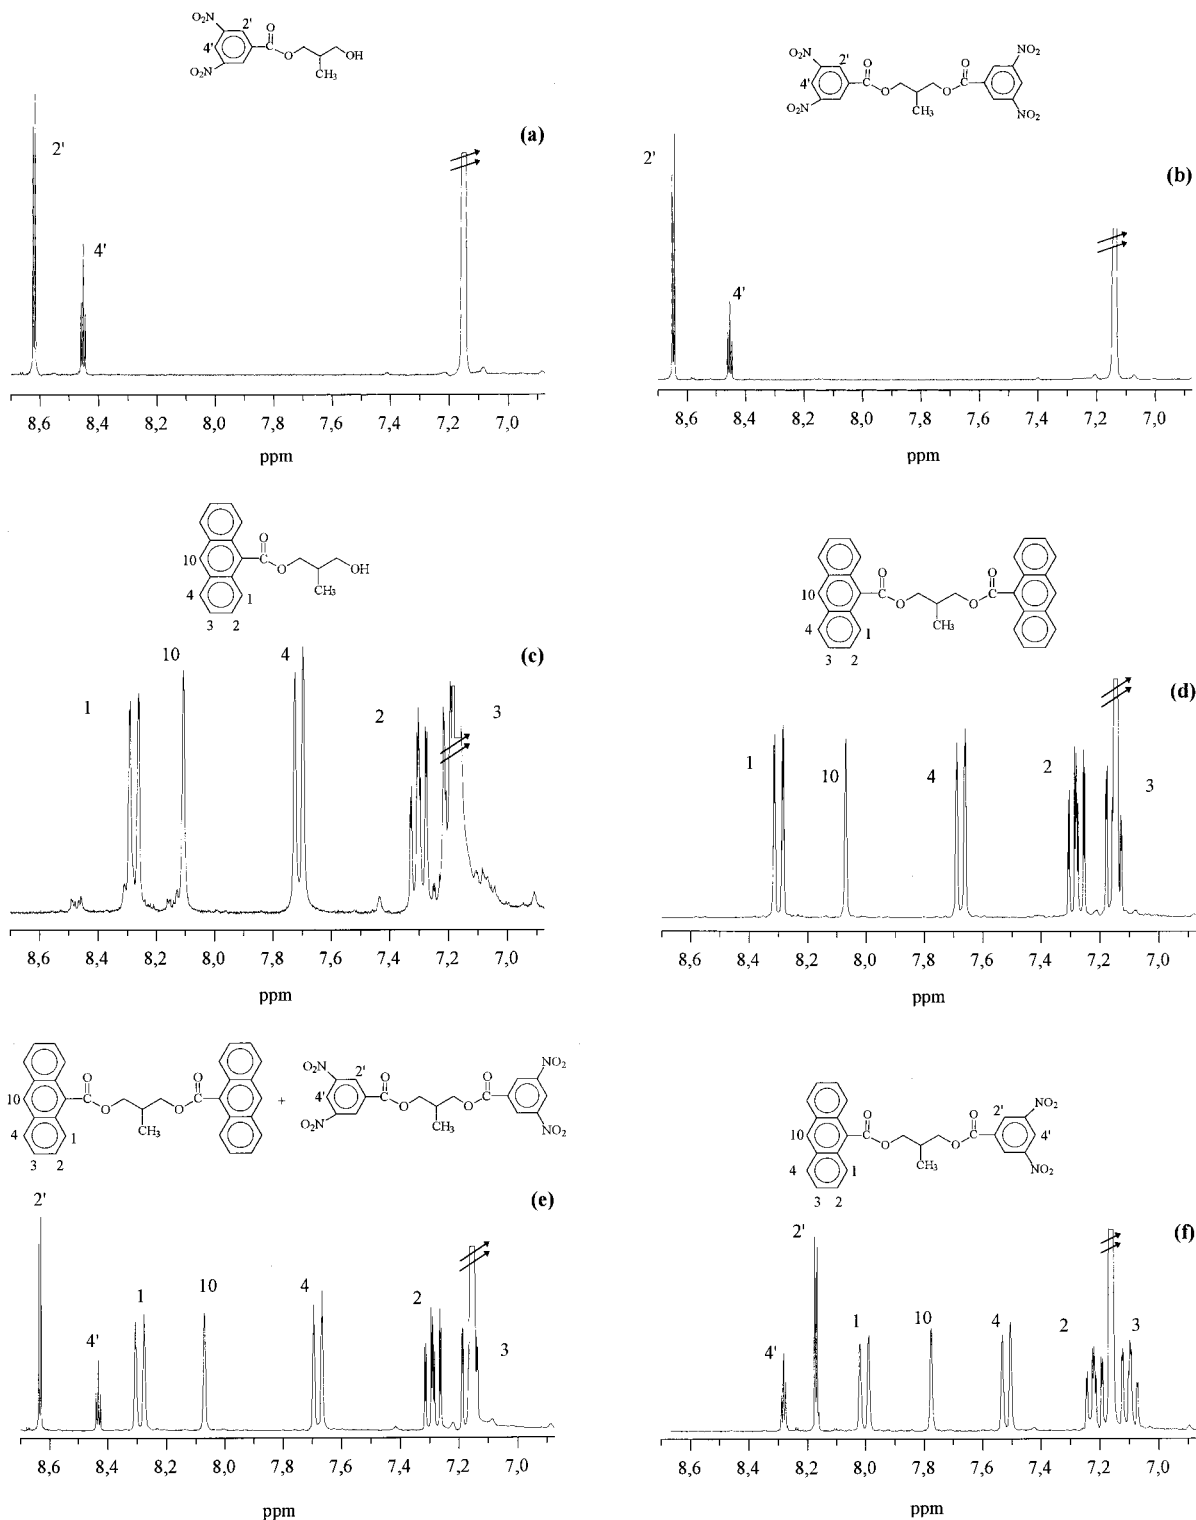 O₂N 2' O
4' C OH
O₂N O CH₃
(a)
2'
4'
8,6 8,4 8,2 8,0 7,8 7,6 7,4 7,2 7,0
ppm
O₂N 2' O O NO₂
4' C C
O₂N O CH₃ O NO₂
(b)
2'
4'
8,6 8,4 8,2 8,0 7,8 7,6 7,4 7,2 7,0
ppm
O
10 C OH
4 1 O CH₃
3 2
(c)
1 10 4 2 3
8,6 8,4 8,2 8,0 7,8 7,6 7,4 7,2 7,0
ppm
O O
10 C O O C
4 1 CH₃
3 2
(d)
1 10 4 2 3
8,6 8,4 8,2 8,0 7,8 7,6 7,4 7,2 7,0
ppm
O O
10 C O O C
4 1 CH₃
3 2
+
O₂N 2' O O NO₂
4' C C
O₂N O CH₃ O NO₂
(e)
2' 4' 1 10 4 2 3
8,6 8,4 8,2 8,0 7,8 7,6 7,4 7,2 7,0
ppm
O O 2' NO₂
10 C O O C 4'
4 1 CH₃ NO₂
3 2
(f)
4' 2' 1 10 4 2 3
8,6 8,4 8,2 8,0 7,8 7,6 7,4 7,2 7,0
ppm